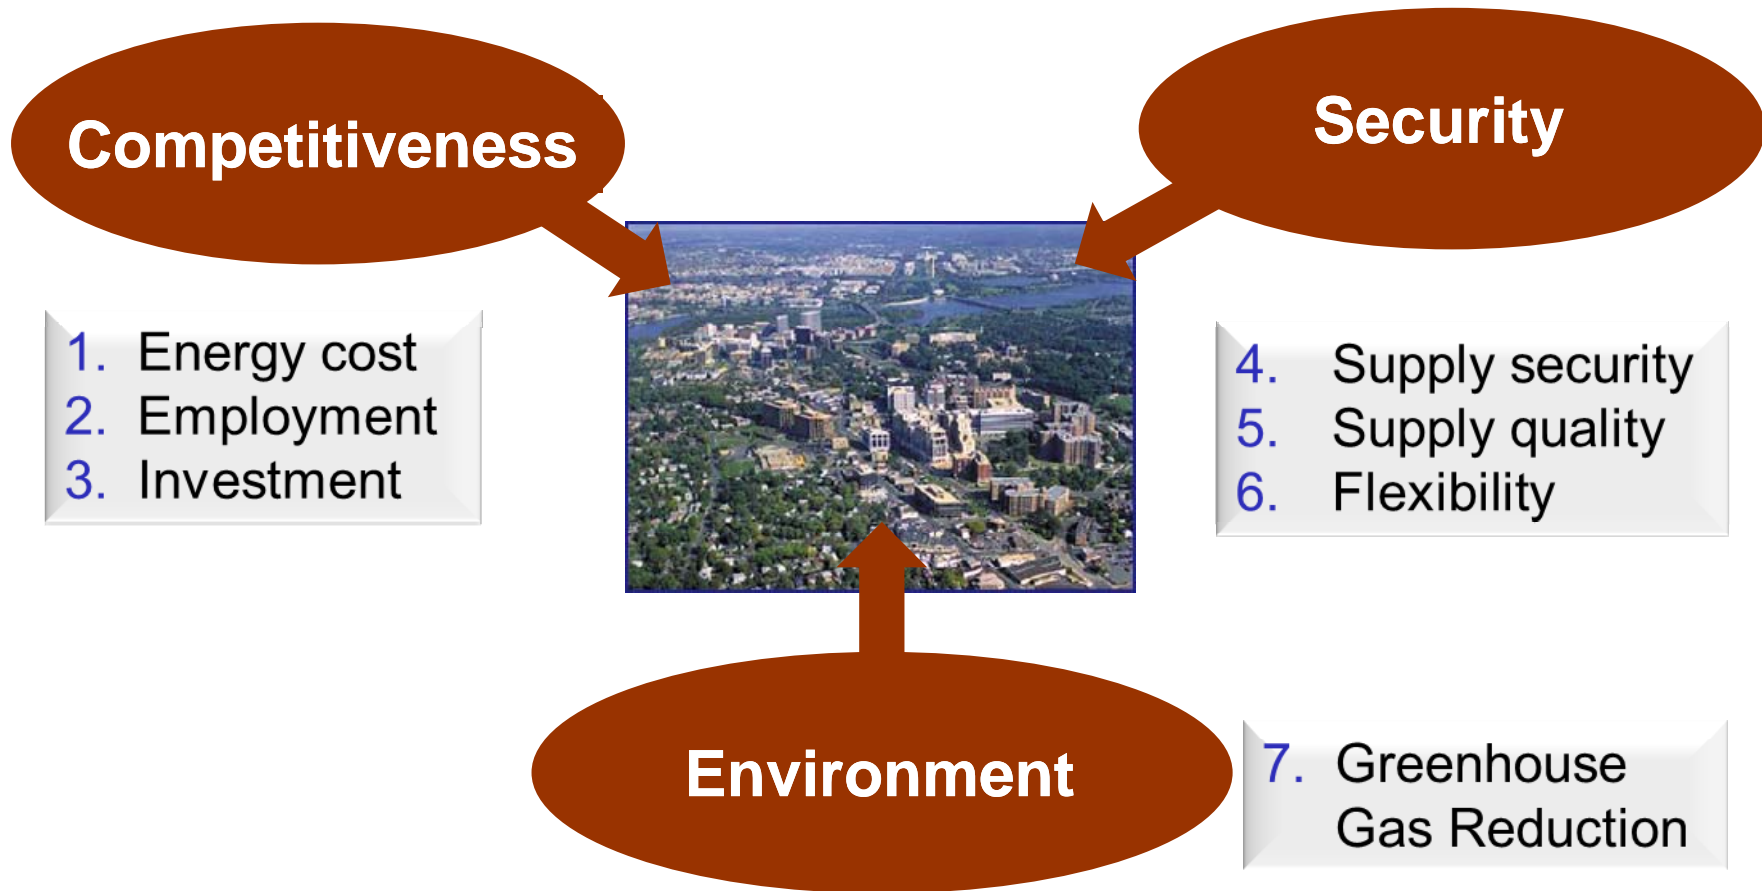 Competitiveness
Security
1. Energy cost
2. Employment
3. Investment
4. Supply security
5. Supply quality
6. Flexibility
Environment
7. Greenhouse
Gas Reduction